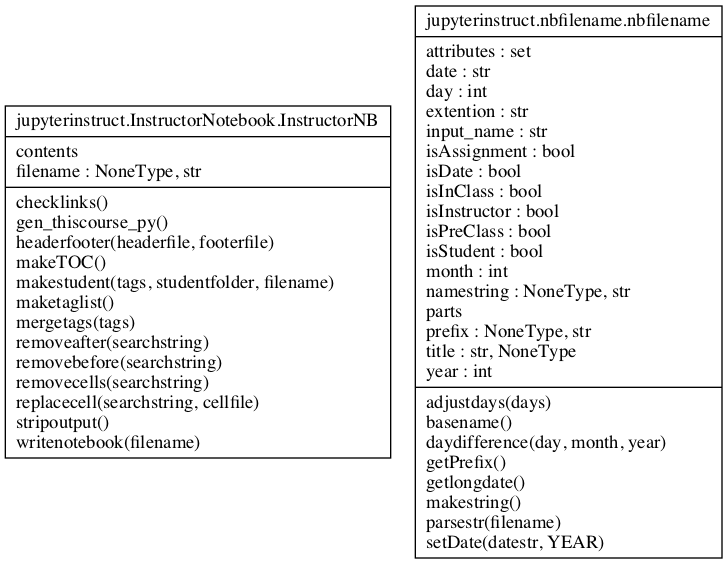 jupyterinstruct.InstructorNotebook.InstructorNB
contents
filename : NoneType, str
checklinks()
gen_thiscourse_py()
headerfooter(headerfile, footerfile)
makeTOC()
makestudent(tags, studentfolder, filename)
maketaglist()
mergetags(tags)
removeafter(searchstring)
removebefore(searchstring)
removecells(searchstring)
replacecell(searchstring, cellfile)
stripoutput()
writenotebook(filename)
jupyterinstruct.nbfilename.nbfilename
attributes : set
date : str
day : int
extention : str
input_name : str
isAssignment : bool
isDate : bool
isInClass : bool
isInstructor : bool
isPreClass : bool
isStudent : bool
month : int
namestring : NoneType, str
parts
prefix : NoneType, str
title : str, NoneType
year : int
adjustdays(days)
basename()
daydifference(day, month, year)
getPrefix()
getlongdate()
makestring()
parsestr(filename)
setDate(datestr, YEAR)